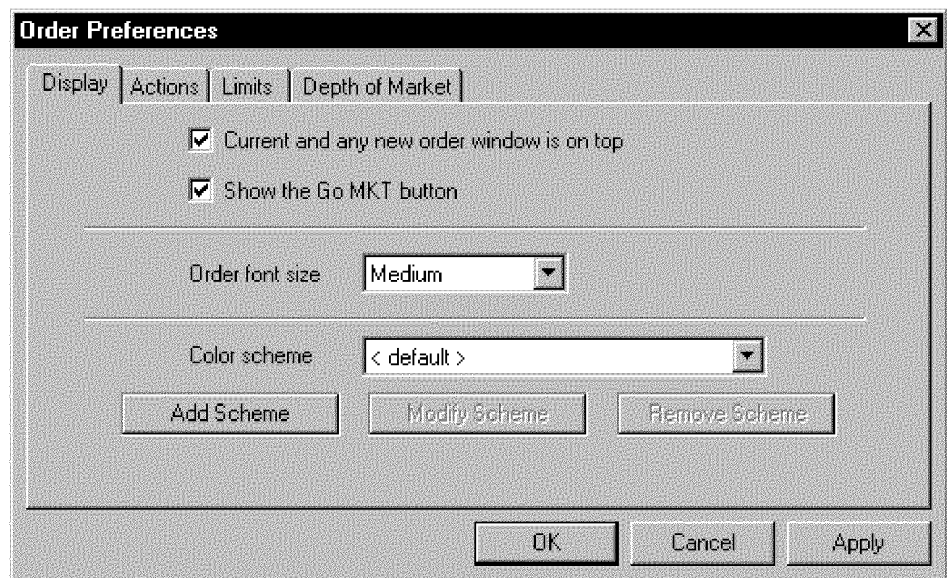 Order Preferences
Display Actions Limits Depth of Market
Current and any new order window is on top
Show the Go MKT button
Order font size Medium
Color scheme < default >
Add Scheme Modify Scheme Remove Scheme
OK Cancel Apply